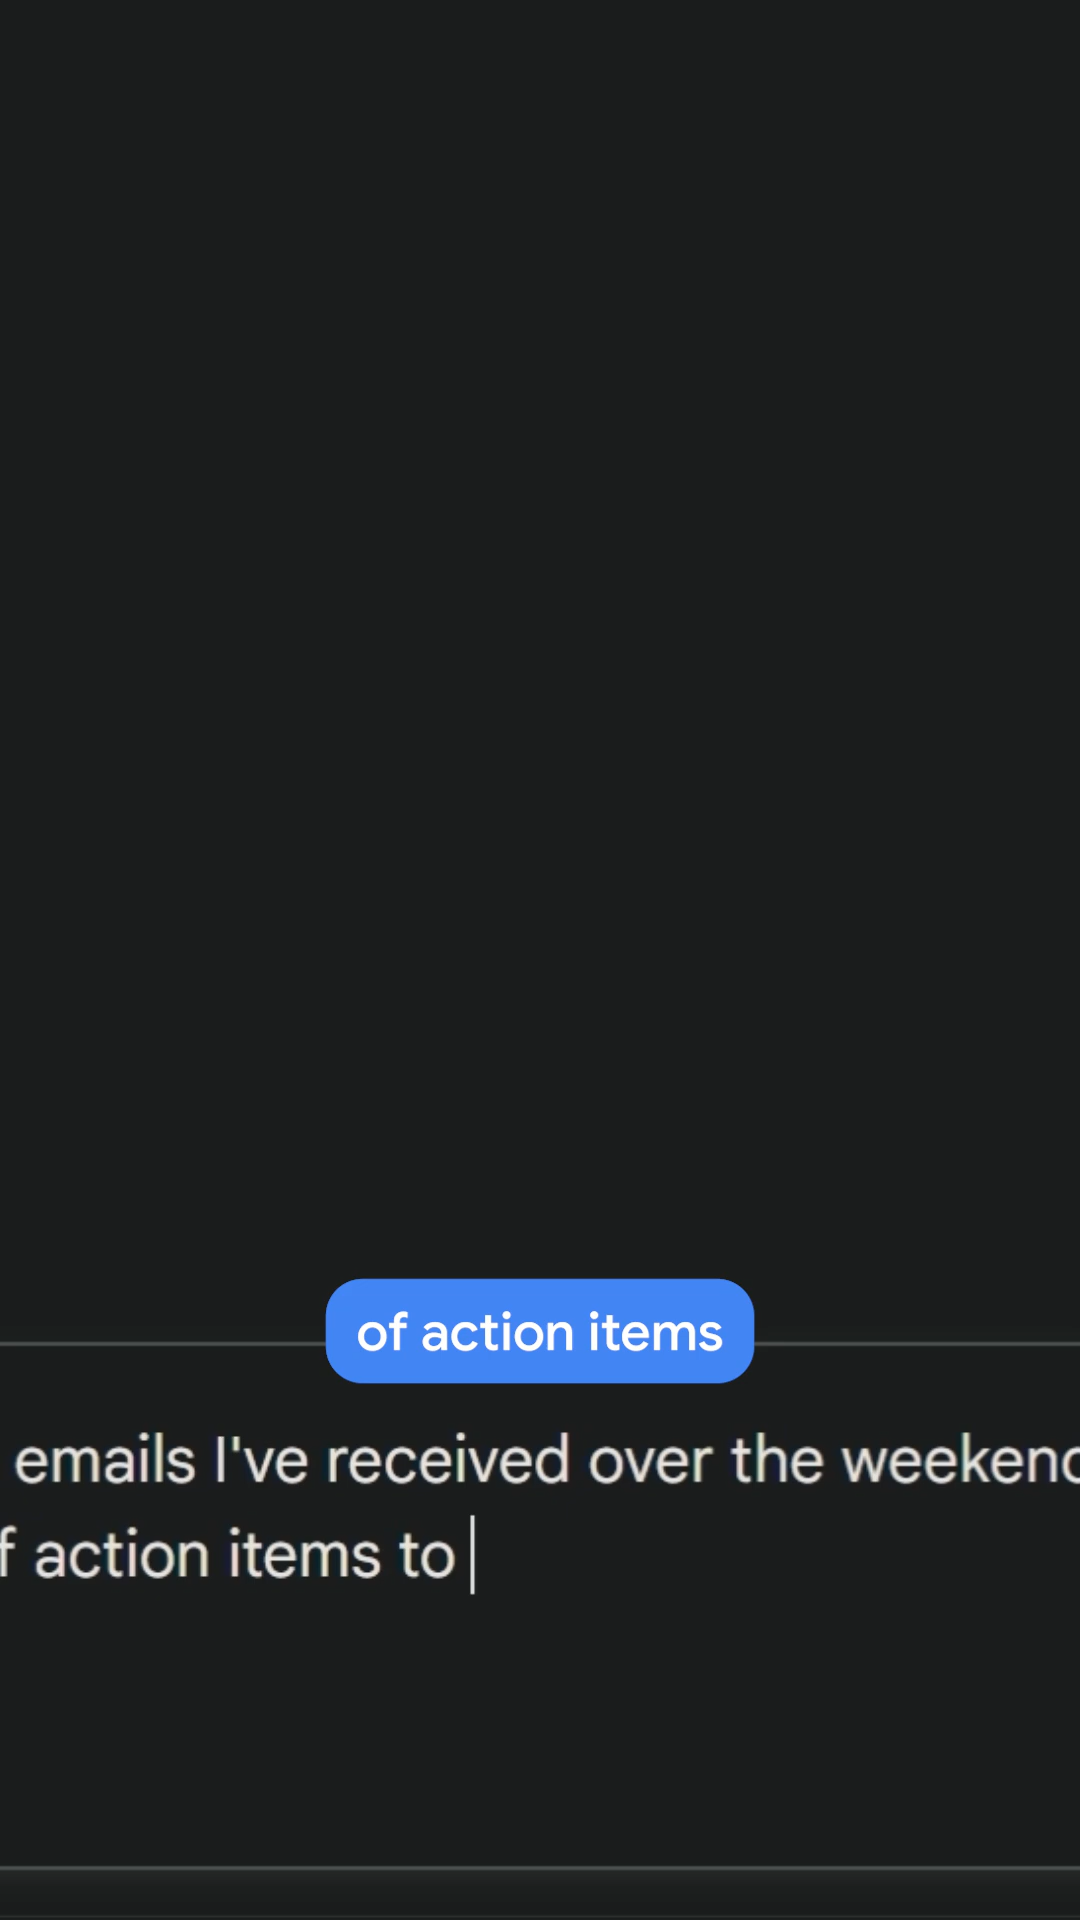 of action items
emails I've received over the weekend
f action items to